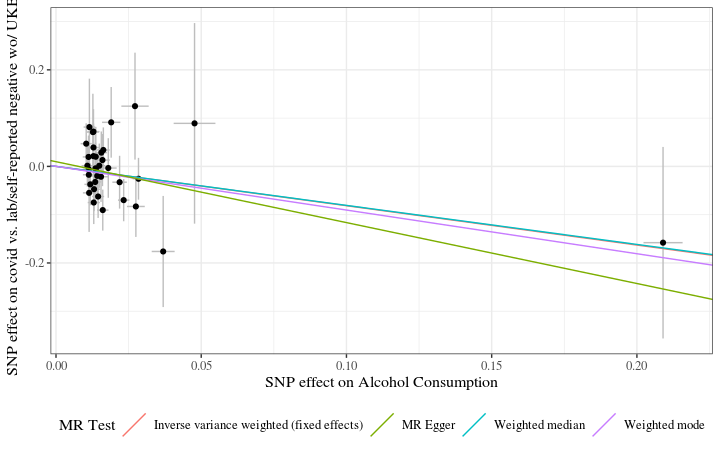 SNP effect on covid vs. lab/self-reported negative wo/ UKE
0.2
0.0
-0.2
0.00 0.05 0.10 0.15 0.20
SNP effect on Alcohol Consumption
MR Test Inverse variance weighted (fixed effects) MR Egger Weighted median Weighted mode